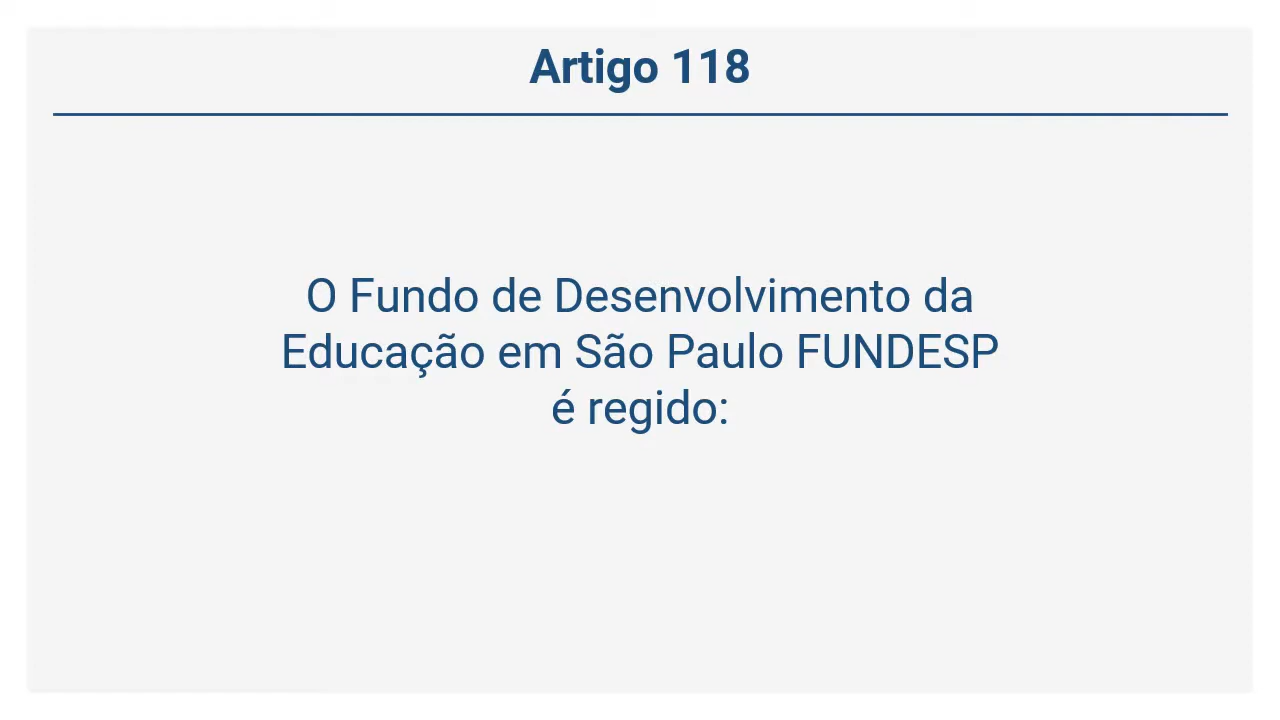 Artigo 118
O Fundo de Desenvolvimento da
Educação em São Paulo FUNDESP
é regido: